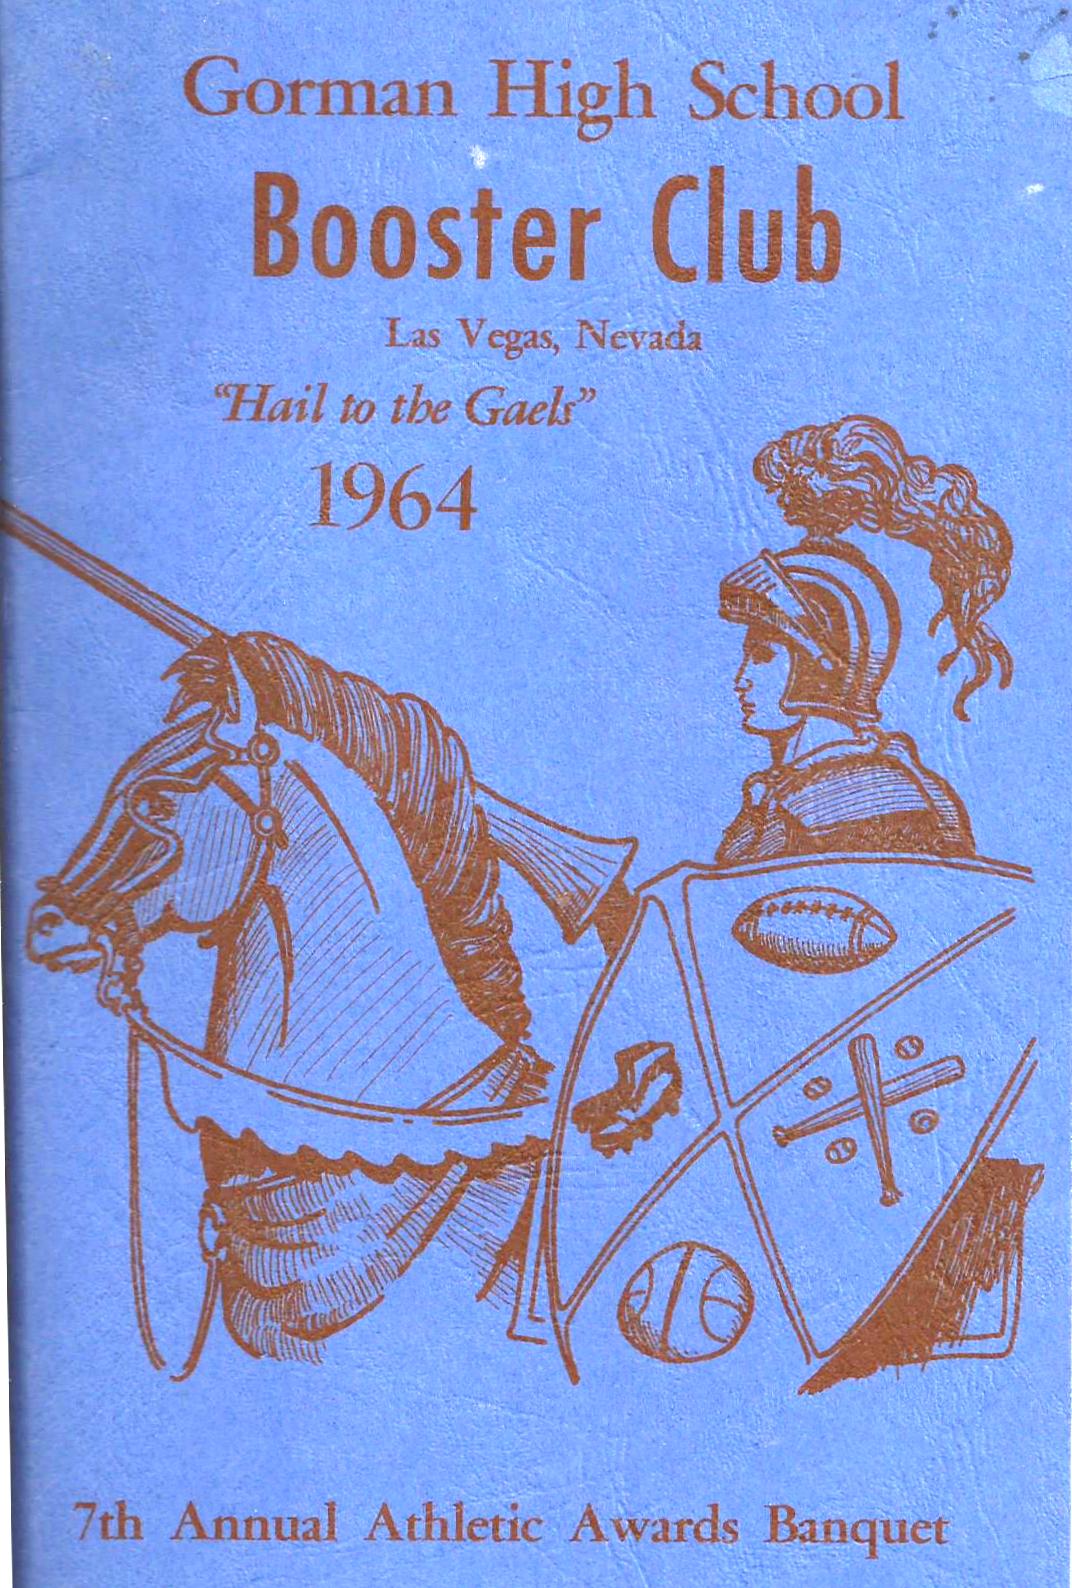 Gorman High School
Booster Club
Las Vegas, Nevada
"Hail to the Gaels"
1964
7th Annual Athletic Awards Banquet